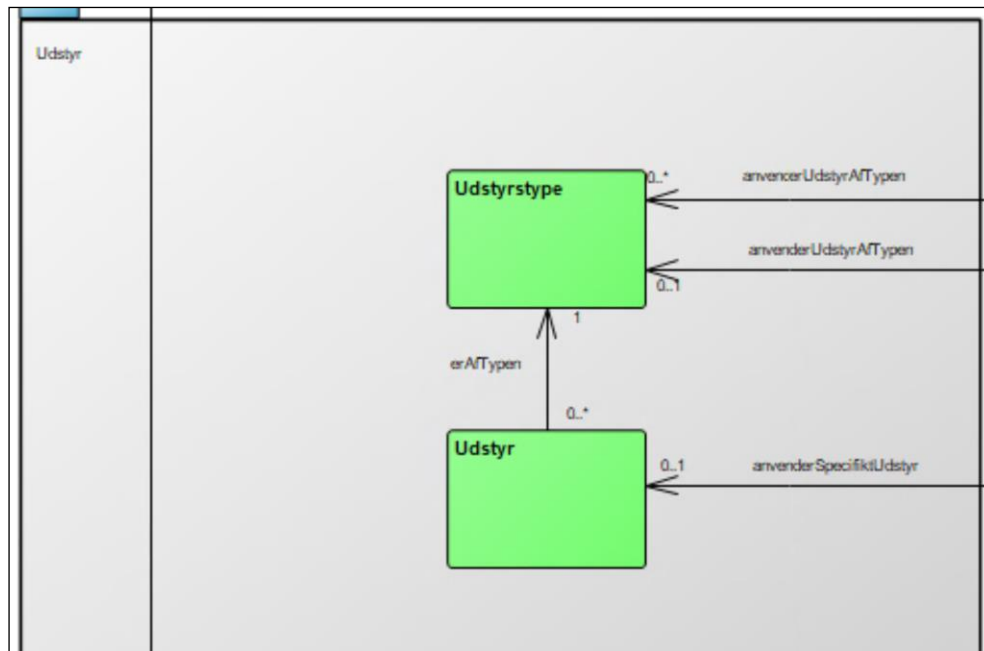 Udstyr
Udstyrstype
0..*
anvencerUdstyrAfTypen
anvenderUdstyrAfTypen
0..1
1
erAfTypen
0..*
Udstyr
0..1
anvenderSpecifiktUdstyr